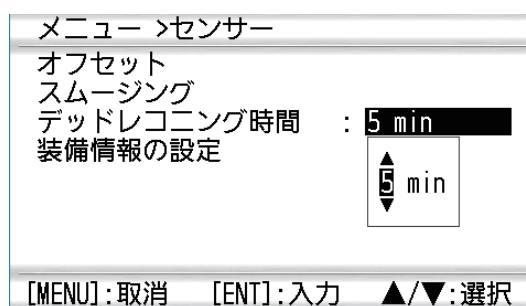 メニュー >センサー
オフセット
スムージング
デッドレコニング時間 : 5 min
装備情報の設定
▲
5 min
▼
[MENU]:取消 [ENT]:入力 ▲/▼:選択